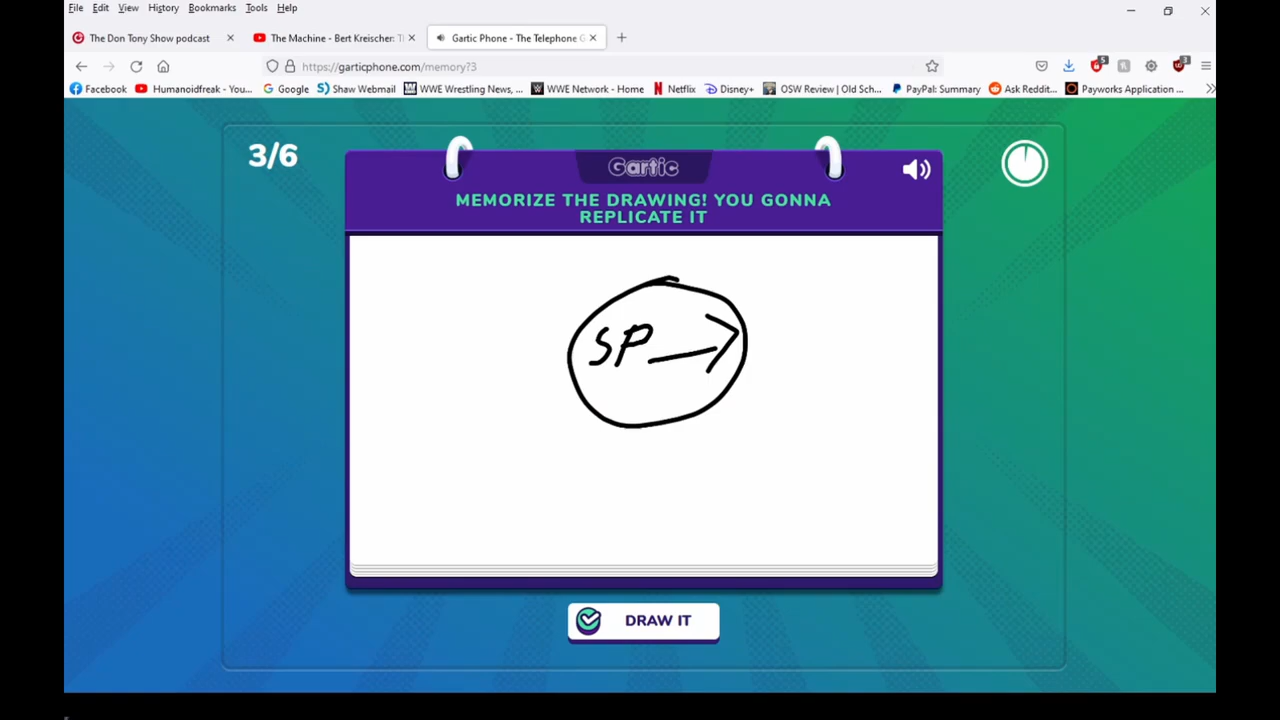 File Edit View History Bookmarks Tools Help
The Don Tony Show podcast
The Machine - Bert Kreischer: T
Gartic Phone - The Telephone G
https://garticphone.com/memory?3
5
3
Facebook
Humanoidfreak - You...
Google
Shaw Webmail
WWE Wrestling News, ...
WWE Network - Home
Netflix
Disney+
OSW Review | Old Sch...
PayPal: Summary
Ask Reddit...
Payworks Application ...
3/6
Gartic
MEMORIZE THE DRAWING! YOU GONNA
REPLICATE IT
SP
DRAW IT